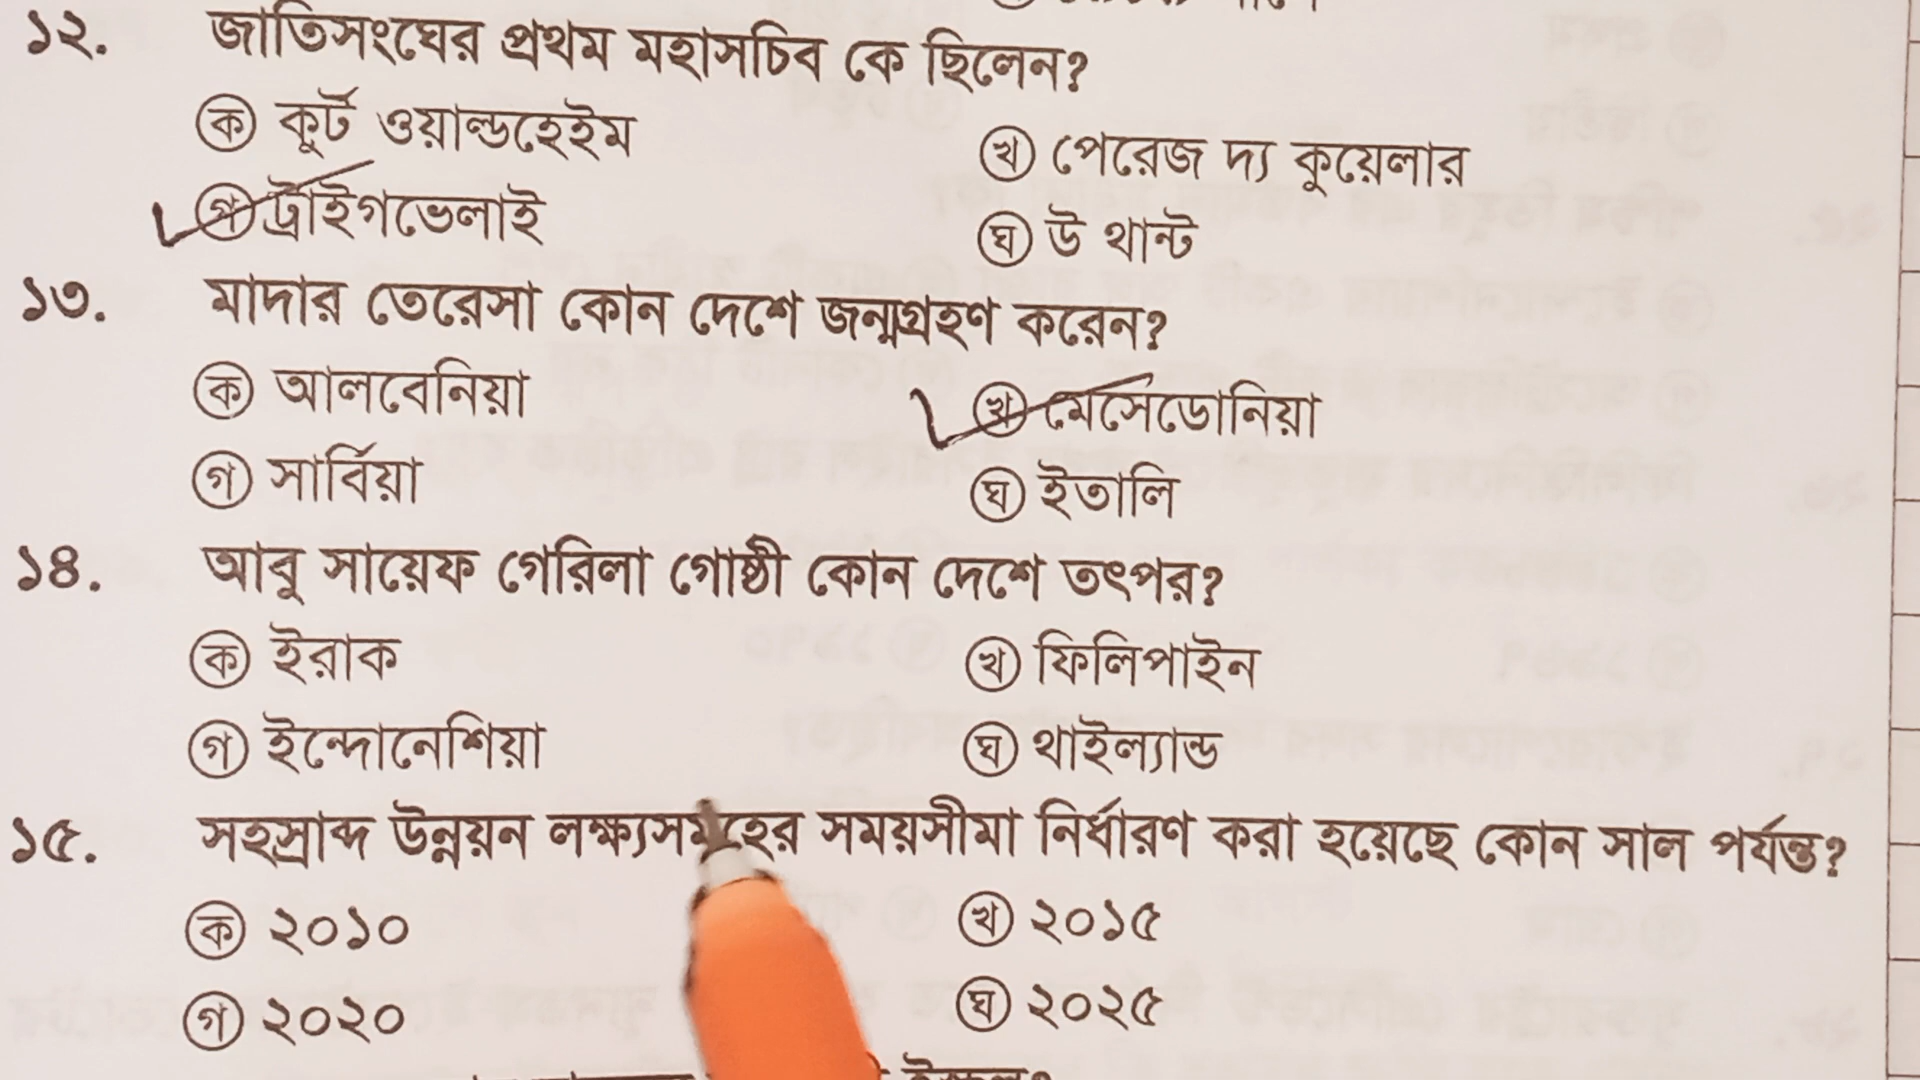 ১২. জাতিসংঘের প্রথম মহাসচিব কে ছিলেন?
ক কুর্ট ওয়াল্ডহেইম খ পেরেজ দ্য কুয়েলার
গ ট্রাইগভেলাই ঘ উ থান্ট
১৩. মাদার তেরেসা কোন দেশে জন্মগ্রহণ করেন?
ক আলবেনিয়া খ মেসিডোনিয়া
গ সার্বিয়া ঘ ইতালি
১৪. আবু সায়েফ গেরিলা গোষ্ঠী কোন দেশে তৎপর?
ক ইরাক খ ফিলিপাইন
গ ইন্দোনেশিয়া ঘ থাইল্যান্ড
১৫. সহস্রাব্দ উন্নয়ন লক্ষ্যসমূহের সময়সীমা নির্ধারণ করা হয়েছে কোন সাল পর্যন্ত?
ক ২০১০ খ ২০১৫
গ ২০২০ ঘ ২০২৫